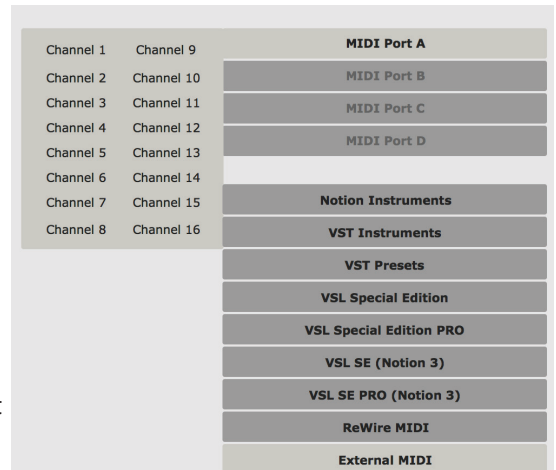 Channel 1 Channel 9
Channel 2 Channel 10
Channel 3 Channel 11
Channel 4 Channel 12
Channel 5 Channel 13
Channel 6 Channel 14
Channel 7 Channel 15
Channel 8 Channel 16
MIDI Port A
MIDI Port B
MIDI Port C
MIDI Port D
Notion Instruments
VST Instruments
VST Presets
VSL Special Edition
VSL Special Edition PRO
VSL SE (Notion 3)
VSL SE PRO (Notion 3)
ReWire MIDI
External MIDI